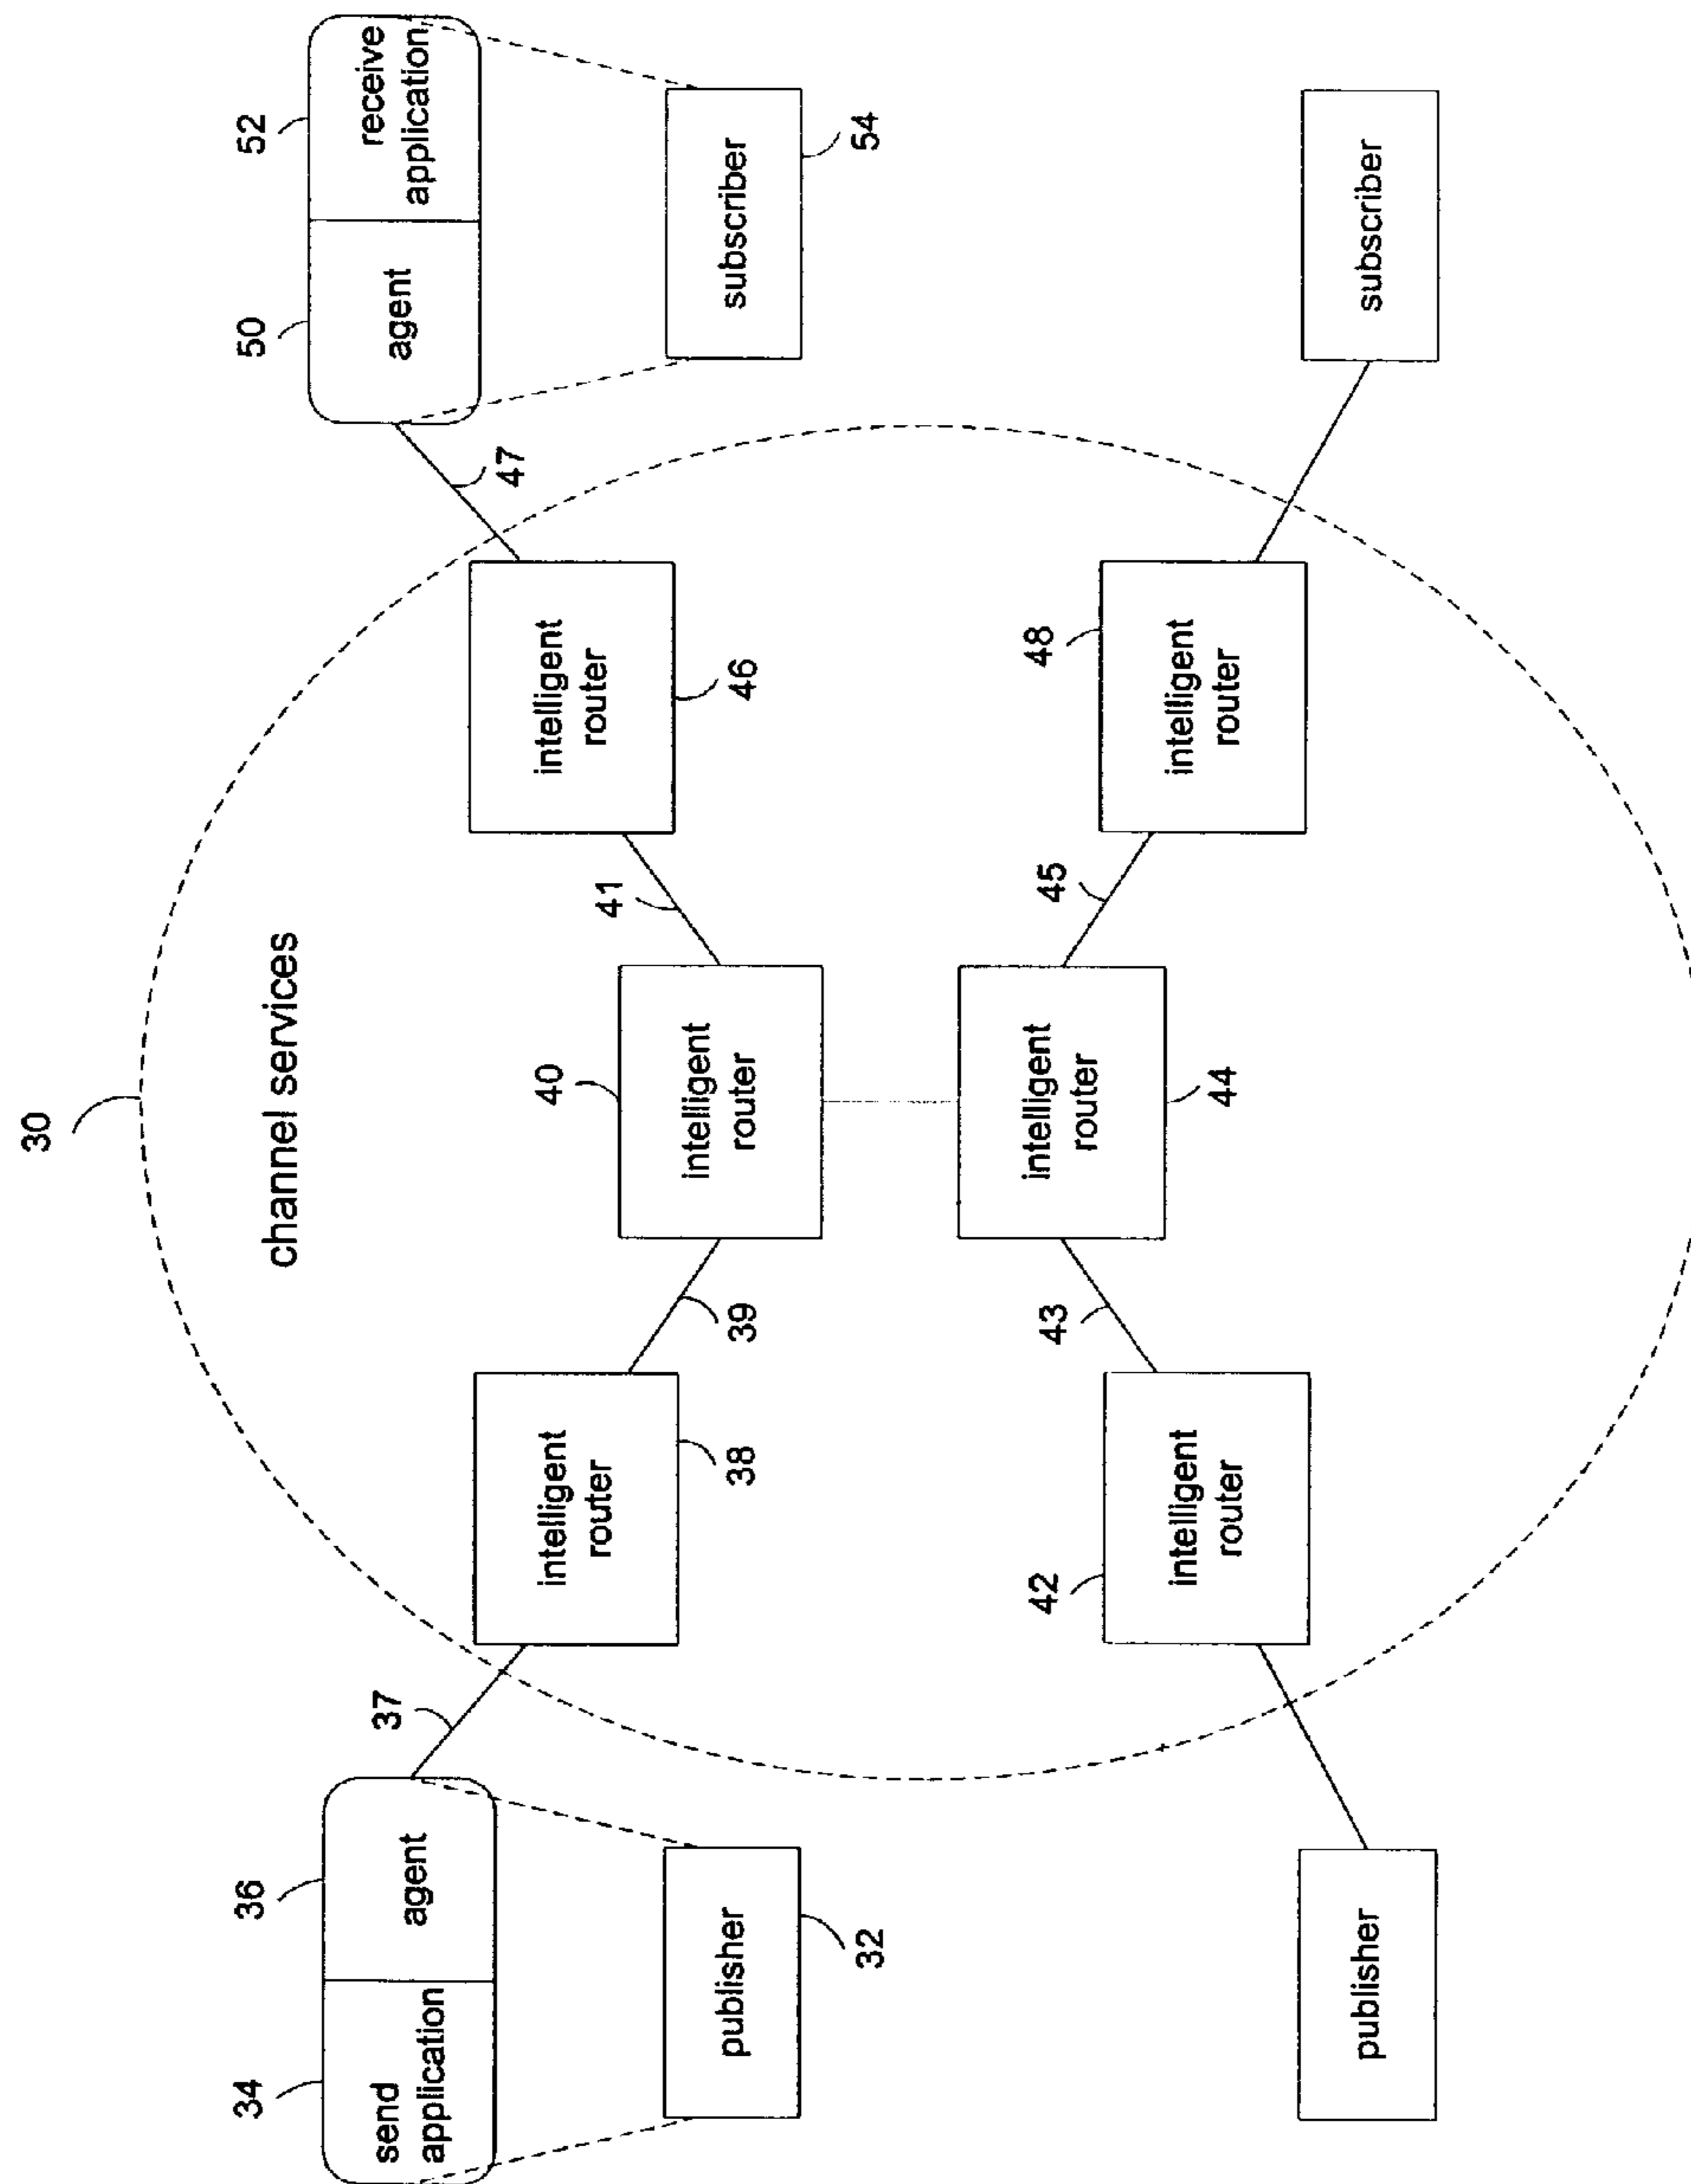 30
channel services
34
send
application
36
agent
37
publisher
32
intelligent
router
38
39
40
intelligent
router
41
intelligent
router
46
47
50
agent
52
receive
application
subscriber
54
publisher
42
intelligent
router
43
intelligent
router
44
45
48
intelligent
router
subscriber